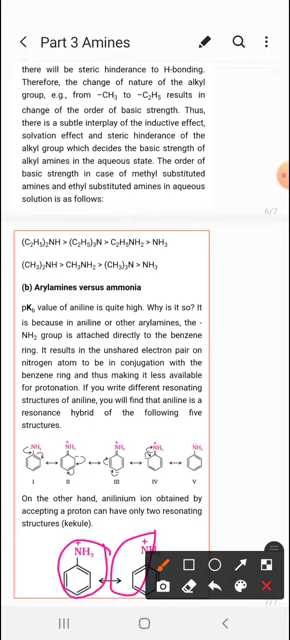 Part 3 Amines
there will be steric hinderance to H-bonding.
Therefore, the change of nature of the alkyl
group, e.g., from –CH₃ to –C₂H₅ results in
change of the order of basic strength. Thus,
there is a subtle interplay of the inductive effect,
solvation effect and steric hinderance of the
alkyl group which decides the basic strength of
alkyl amines in the aqueous state. The order of
basic strength in case of methyl substituted
amines and ethyl substituted amines in aqueous
solution is as follows:
6/7
(C₂H₅)₂NH > (C₂H₅)₃N > C₂H₅NH₂ > NH₃
(CH₃)₂NH > CH₃NH₂ > (CH₃)₃N > NH₃
(b) Arylamines versus ammonia
pK_b value of aniline is quite high. Why is it so? It
is because in aniline or other arylamines, the -
NH₂ group is attached directly to the benzene
ring. It results in the unshared electron pair on
nitrogen atom to be in conjugation with the
benzene ring and thus making it less available
for protonation. If you write different resonating
structures of aniline, you will find that aniline is a
resonance hybrid of the following five
structures.
NH₂ +NH₂ +NH₂ +NH₂ NH₂
I II III IV V
On the other hand, anilinium ion obtained by
accepting a proton can have only two resonating
structures (kekule).
+NH₃
7/7